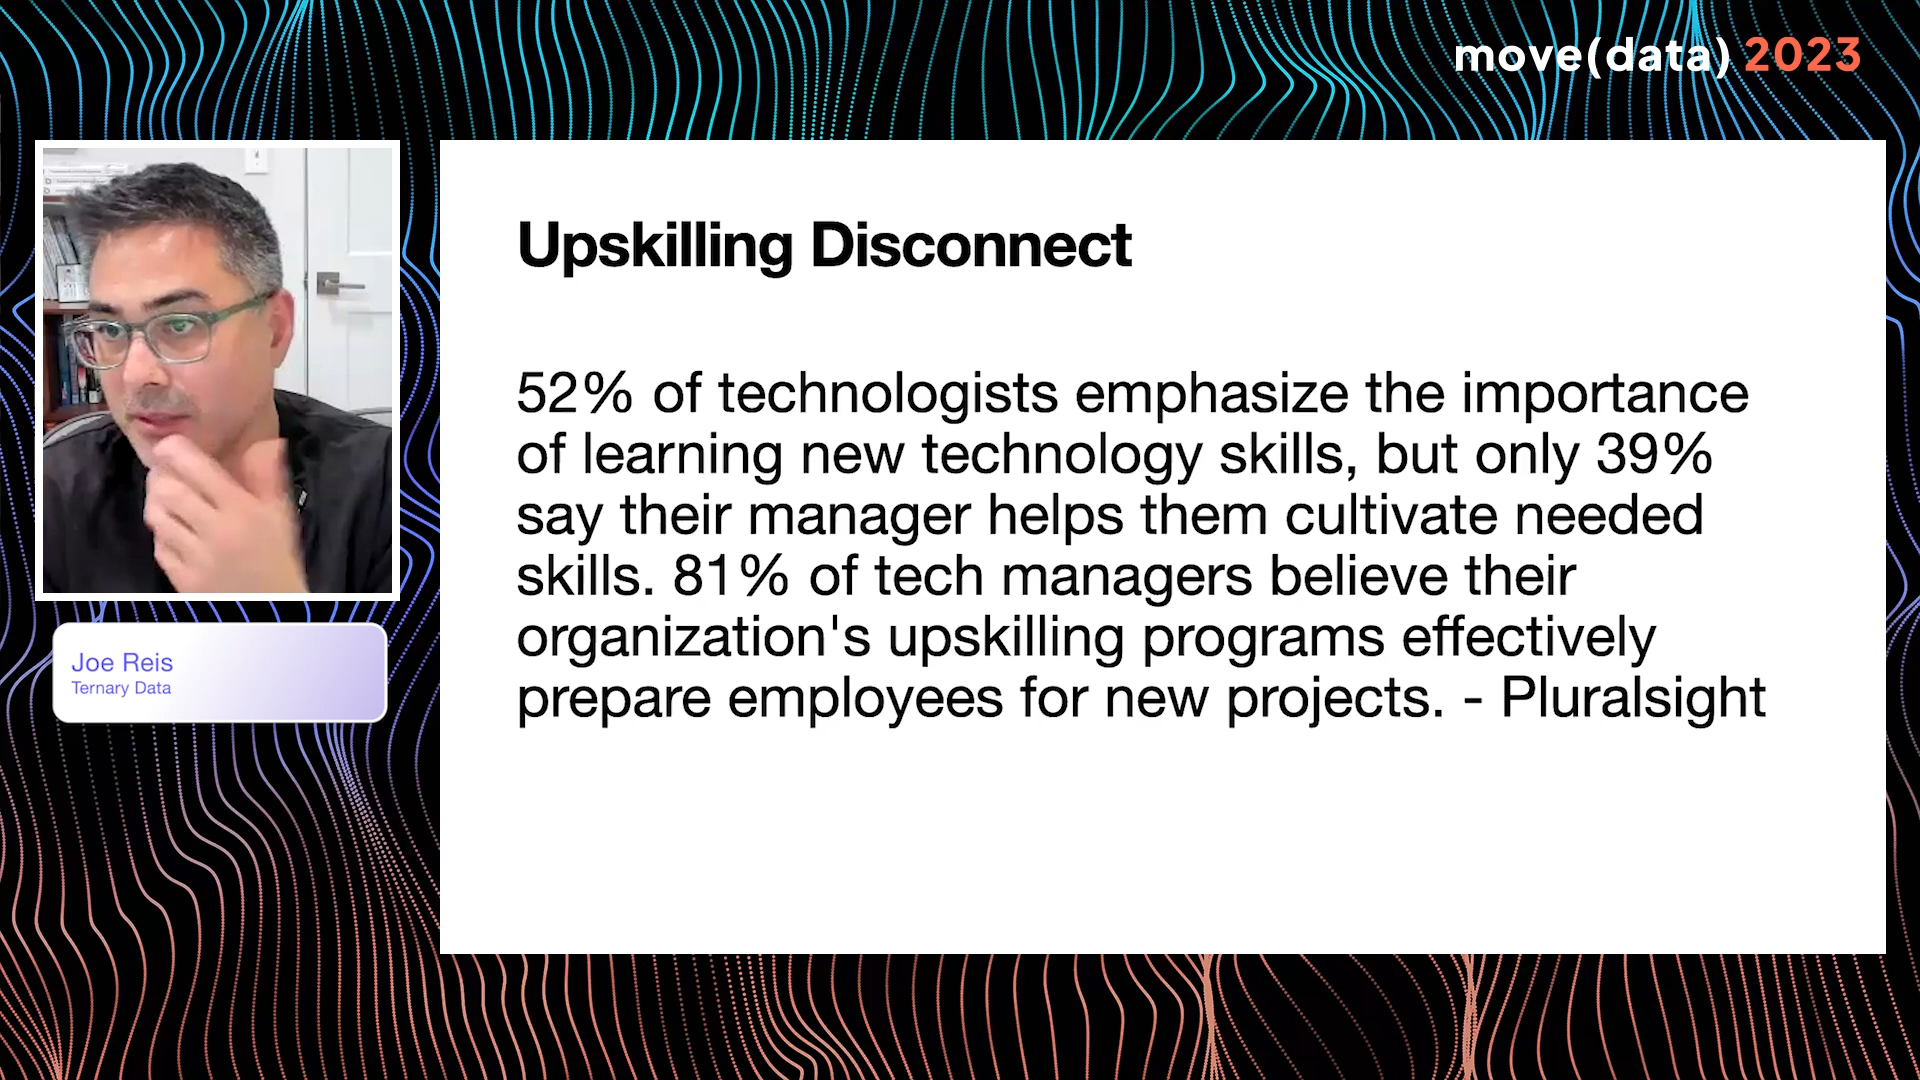 move(data) 2023
Upskilling Disconnect
52% of technologists emphasize the importance
of learning new technology skills, but only 39%
say their manager helps them cultivate needed
skills. 81% of tech managers believe their
organization's upskilling programs effectively
prepare employees for new projects. - Pluralsight
Joe Reis
Ternary Data